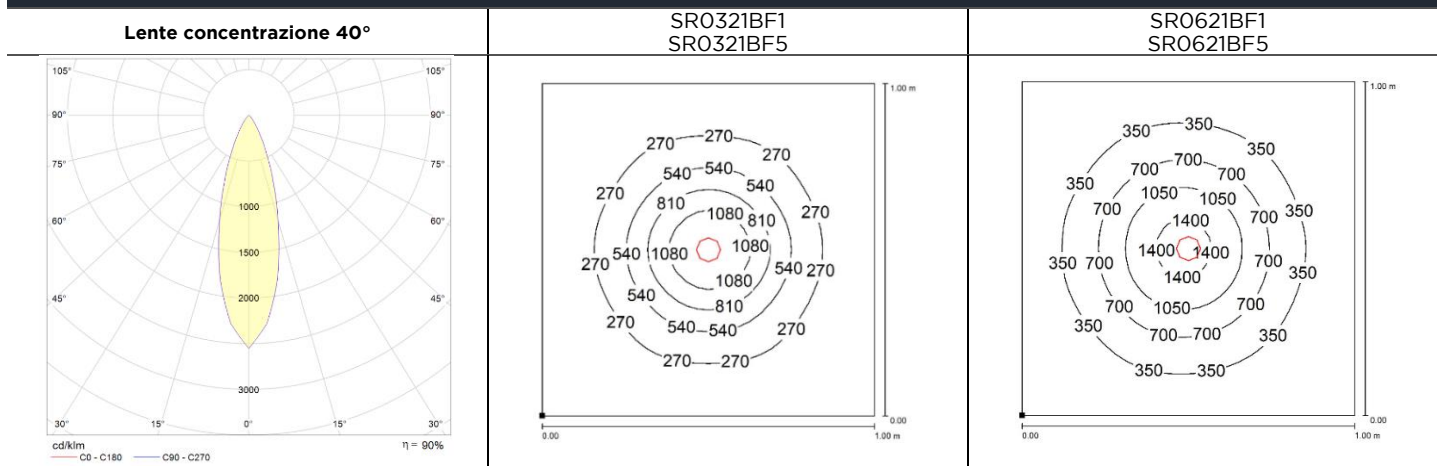 Lente concentrazione 40°
SR0321BF1
SR0321BF5
SR0621BF1
SR0621BF5
105° 105°
90° 90°
75° 75°
60° 60°
45° 45°
30° 15° 0° 15° 30°
1000
1500
2000
3000
cd/klm η = 90%
C0 - C180 C90 - C270
1.00 m
270 270 270
270 540 540 540 270
810 1080 810
540 1080 1080 540
270 270
540 1080 810
270 540 540 270
270 270
0.00
0.00 1.00 m
1.00 m
350 350 350
350 700 700 700 350
1050 1050
700 1400 700
350 700 1400 1400 700 350
1400
700 1050 700
350 700 700 350
350 350
0.00
0.00 1.00 m